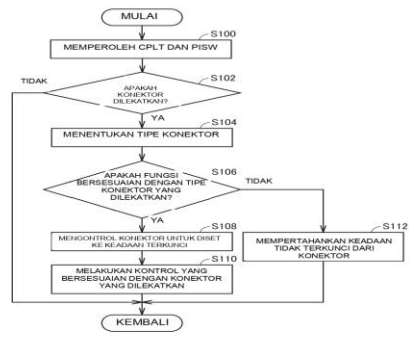 MULAI
S100
MEMPEROLEH CPLT DAN PISW
S102
TIDAK
APAKAH
KONEKTOR
DILEKATKAN?
YA
S104
MENENTUKAN TIPE KONEKTOR
S106
APAKAH FUNGSI
BERSESUAIAN DENGAN TIPE
KONEKTOR YANG
DILEKATKAN?
TIDAK
YA
S108
MENGONTROL KONEKTOR UNTUK DISET
KE KEADAAN TERKUNCI
S112
MEMPERTAHANKAN KEADAAN
TIDAK TERKUNCI DARI
KONEKTOR
S110
MELAKUKAN KONTROL YANG
BERSESUAIAN DENGAN KONEKTOR
YANG DILEKATKAN
KEMBALI